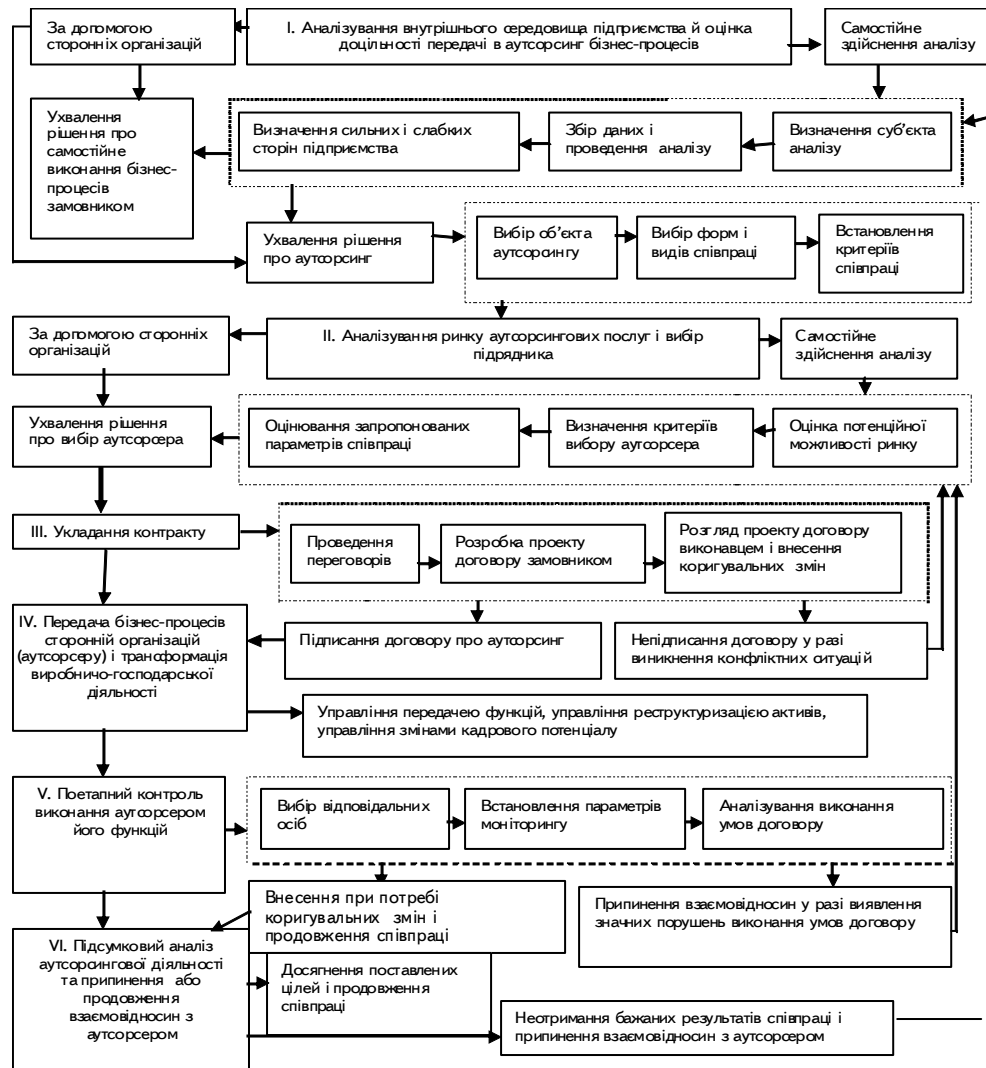 За допомогою
сторонніх організацій
І. Аналізування внутрішнього середовища підприємства й оцінка
доцільності передачі в аутсорсинг бізнес-процесів
Самостійне
здійснення аналізу
Ухвалення
рішення про
самостійне
виконання бізнес-
процесів
замовником
Визначення сильних і слабких
сторін підприємства
Збір даних і
проведення аналізу
Визначення суб’єкта
аналізу
Ухвалення рішення
про аутсорсинг
Вибір об’єкта
аутсорсингу
Вибір форм і
видів співпраці
Встановлення
критеріїв
співпраці
За допомогою сторонніх
організацій
ІІ. Аналізування ринку аутсорсингових послуг і вибір
підрядника
Самостійне
здійснення аналізу
Ухвалення рішення
про вибір аутсорсера
Оцінювання запропонованих
параметрів співпраці
Визначення критеріїв
вибору аутсорсера
Оцінка потенційної
можливості ринку
ІІІ. Укладання контракту
Проведення
переговорів
Розробка проекту
договору замовником
Розгляд проекту договору
виконавцем і внесення
коригувальних змін
IV. Передача бізнес-процесів
сторонній організацій
(аутсорсеру) і трансформація
виробничо-господарської
діяльності
Підписання договору про аутсорсинг
Непідписання договору у разі
виникнення конфліктних ситуацій
Управління передачею функцій, управління реструктуризацією активів,
управління змінами кадрового потенціалу
V. Поетапний контроль
виконання аутсорсером
його функцій
Вибір відповідальних
осіб
Встановлення параметрів
моніторингу
Аналізування виконання
умов договору
Внесення при потребі
коригувальних змін і
продовження співпраці
Припинення взаємовідносин у разі виявлення
значних порушень виконання умов договору
VI. Підсумковий аналіз
аутсорсингової діяльності
та припинення або
продовження
взаємовідносин з
аутсорсером
Досягнення поставлених
цілей і продовження
співпраці
Неотримання бажаних результатів співпраці і
припинення взаємовідносин з аутсорсером